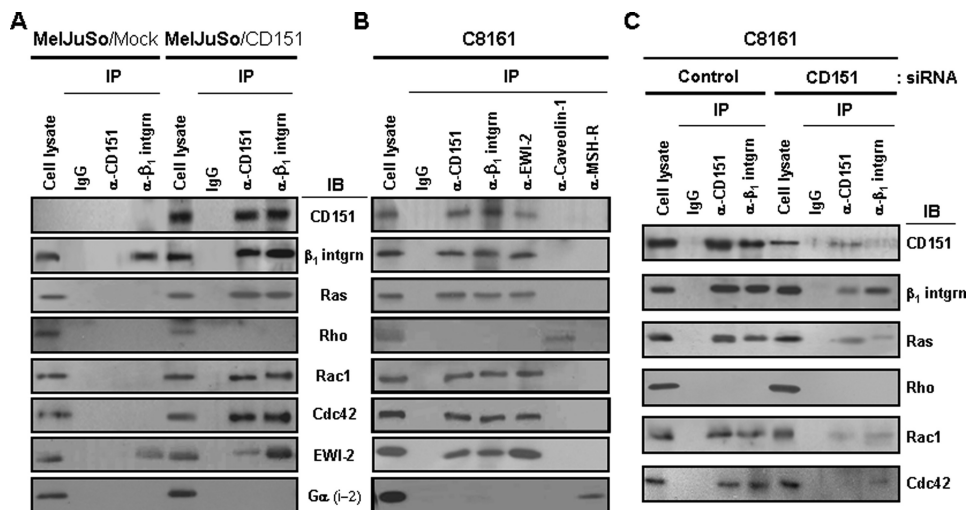 A
MelJuSo/Mock MelJuSo/CD151
IP IP
Cell lysate
IgG
α-CD151
α-β1 intgrn
Cell lysate
IgG
α-CD151
α-β1 intgrn
IB
CD151
β1 intgrn
Ras
Rho
Rac1
Cdc42
EWI-2
Gα (i–2)
B
C8161
IP
Cell lysate
IgG
α-CD151
α-β1 intgrn
α-EWI-2
α-Caveolin-1
α-MSH-R
C
C8161
Control CD151 : siRNA
IP IP
Cell lysate
IgG
α-CD151
α-β1 intgrn
Cell lysate
IgG
α-CD151
α-β1 intgrn
IB
CD151
β1 intgrn
Ras
Rho
Rac1
Cdc42